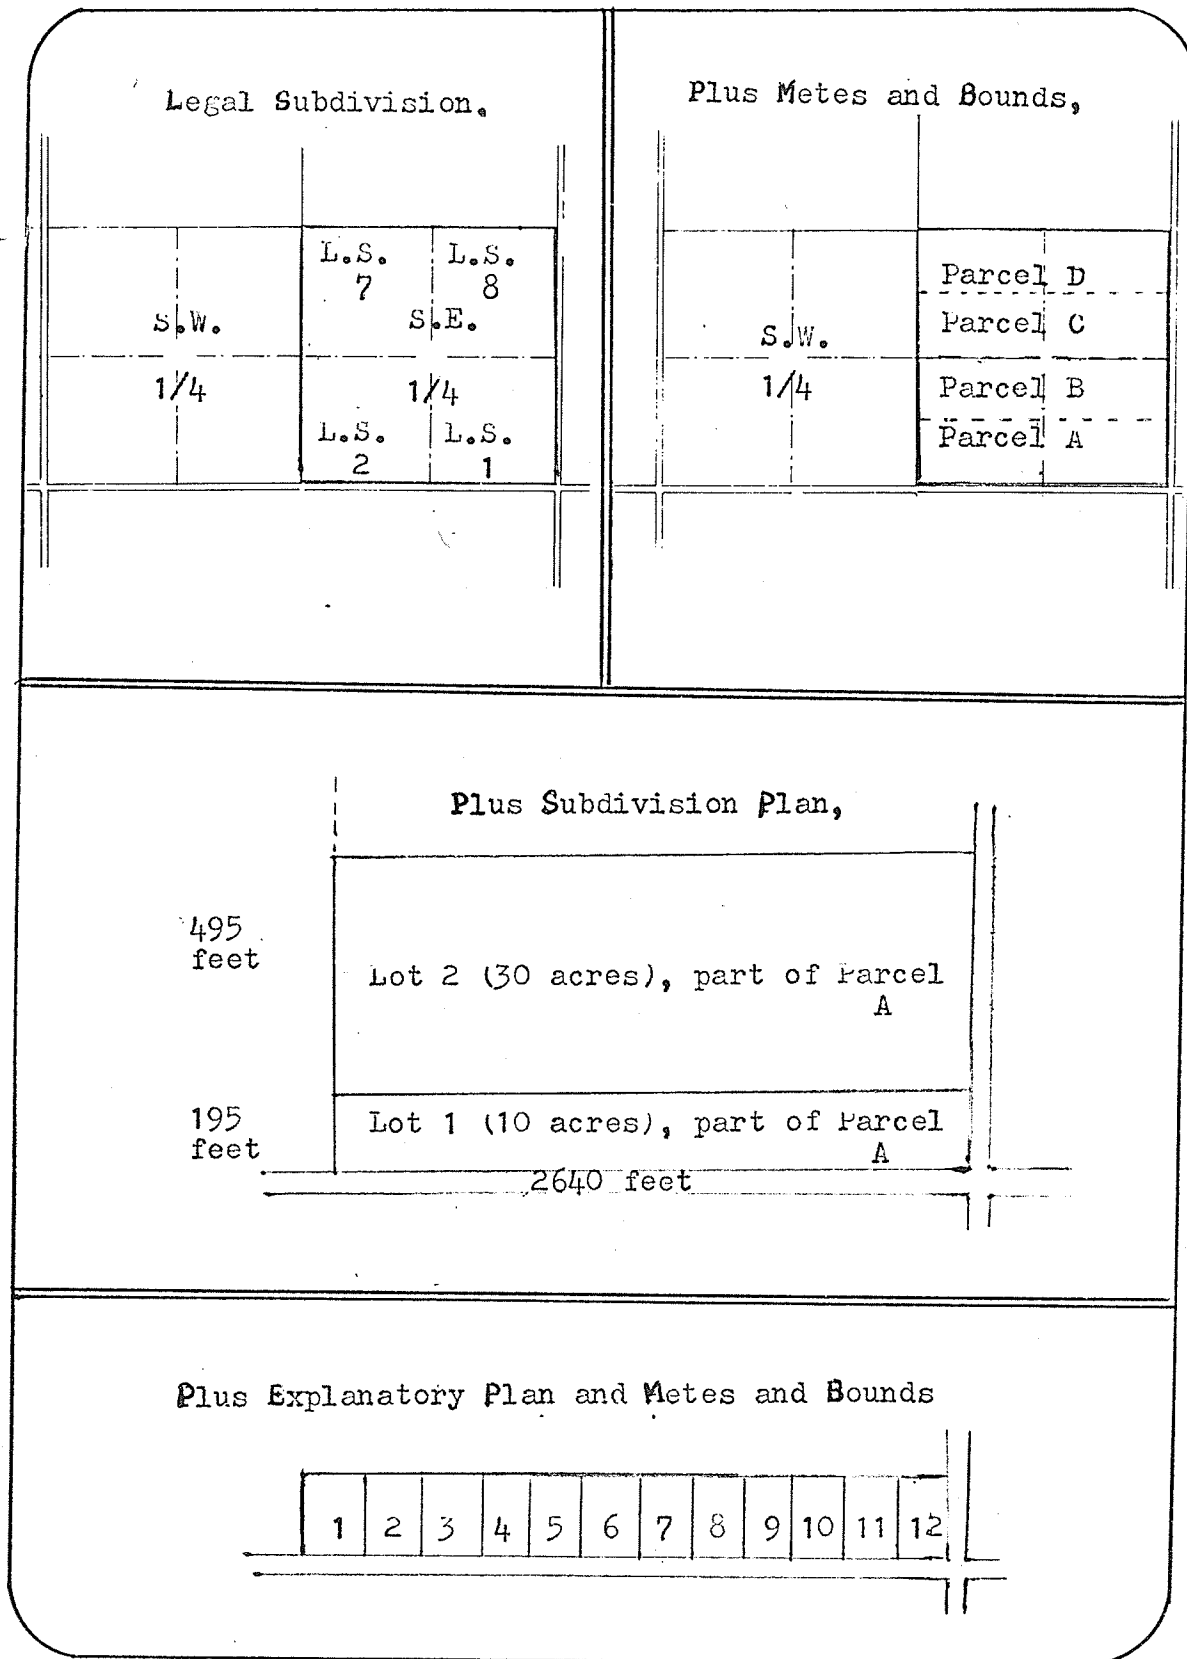 Legal Subdivision.
L.S. L.S.
7 8
S.W. S.E.
1/4 1/4
L.S. L.S.
2 1
Plus Metes and Bounds,
Parcel D
Parcel C
S.W.
1/4
Parcel B
Parcel A
Plus Subdivision Plan,
495
feet
Lot 2 (30 acres), part of Parcel
A
195
feet
Lot 1 (10 acres), part of Parcel
A
2640 feet
Plus Explanatory Plan and Metes and Bounds
1 2 3 4 5 6 7 8 9 10 11 12